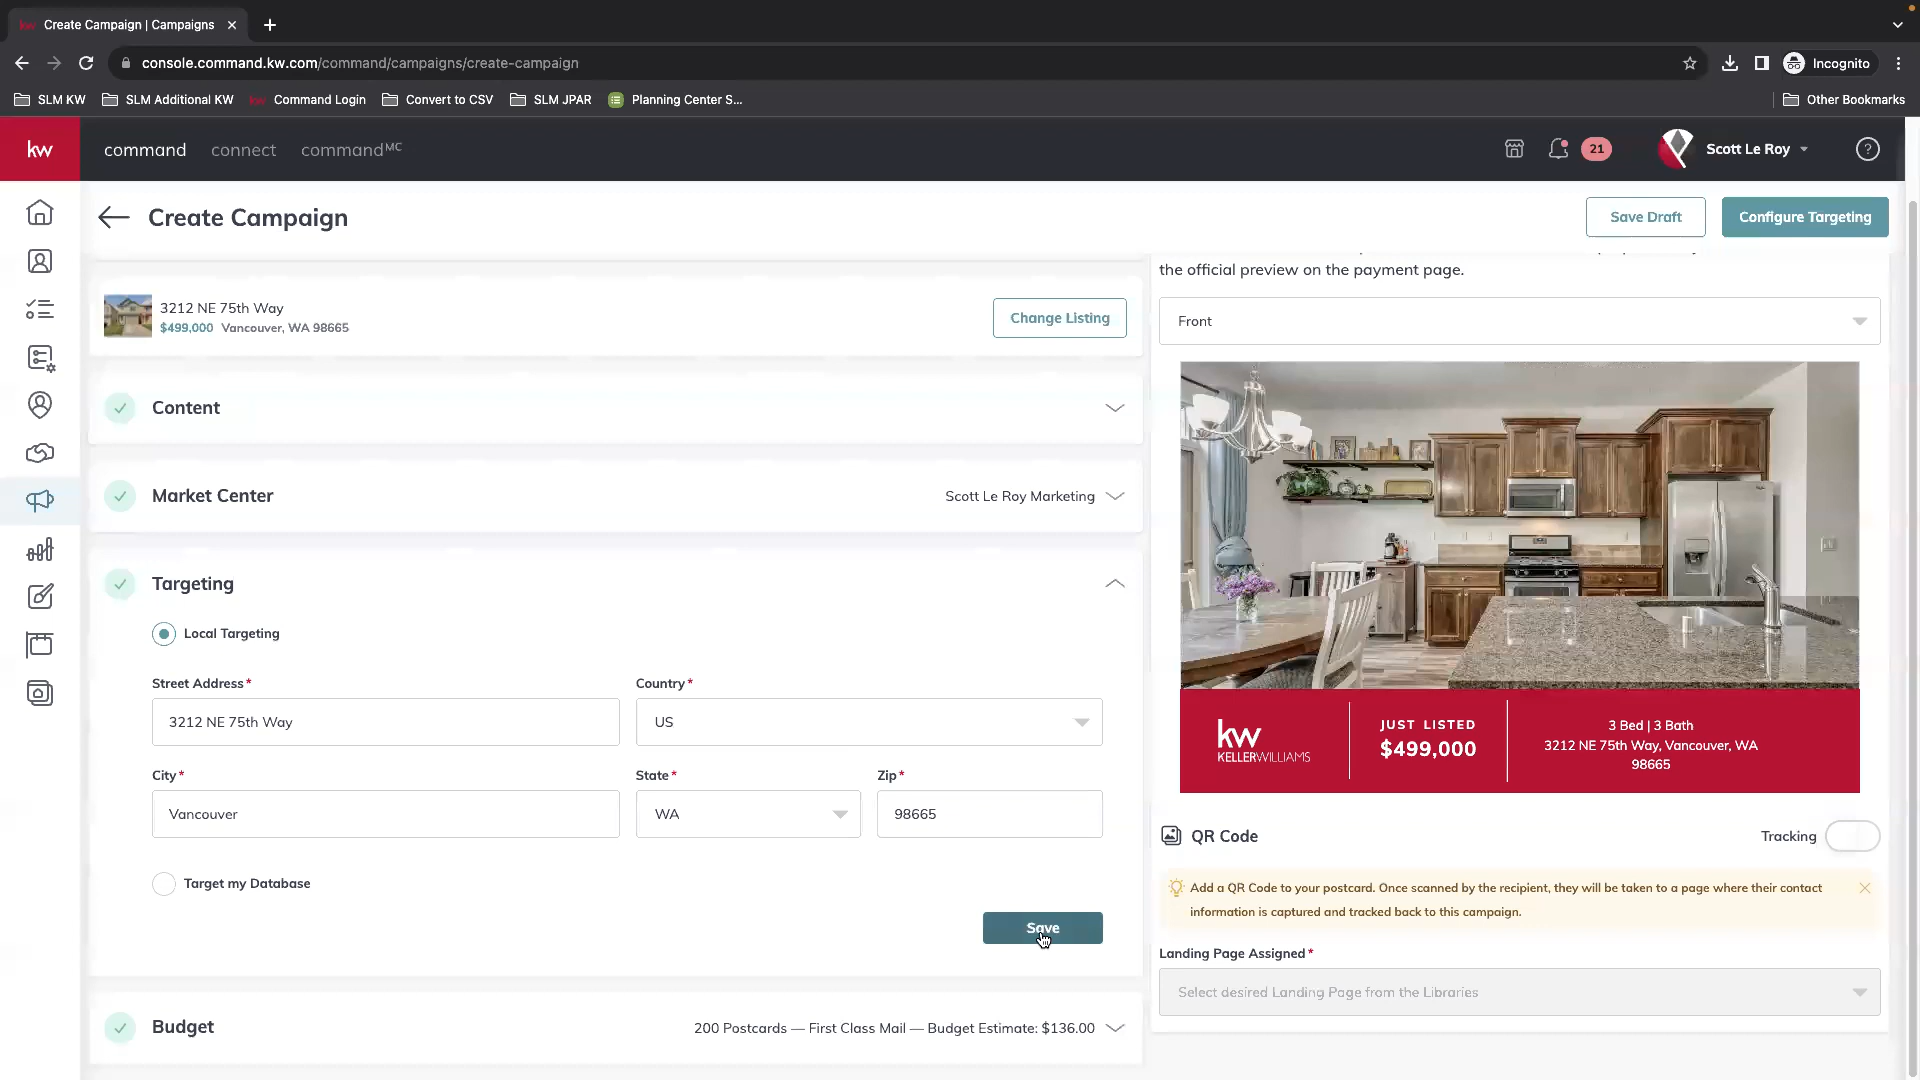 Create Campaign | Campaigns
console.command.kw.com/command/campaigns/create-campaign
Incognito
SLM KW
SLM Additional KW
Command Login
Convert to CSV
SLM JPAR
Planning Center S...
Other Bookmarks
kw
command
connect
commandMC
21
Scott Le Roy
Create Campaign
Save Draft
Configure Targeting
3212 NE 75th Way
$499,000 Vancouver, WA 98665
Change Listing
Content
Market Center
Scott Le Roy Marketing
Targeting
Local Targeting
Street Address*
Country*
3212 NE 75th Way
US
City*
State*
Zip*
Vancouver
WA
98665
Target my Database
Save
Budget
200 Postcards — First Class Mail — Budget Estimate: $136.00
the official preview on the payment page.
Front
kw
KELLERWILLIAMS
JUST LISTED
$499,000
3 Bed | 3 Bath
3212 NE 75th Way, Vancouver, WA
98665
QR Code
Tracking
Add a QR Code to your postcard. Once scanned by the recipient, they will be taken to a page where their contact
information is captured and tracked back to this campaign.
Landing Page Assigned*
Select desired Landing Page from the Libraries